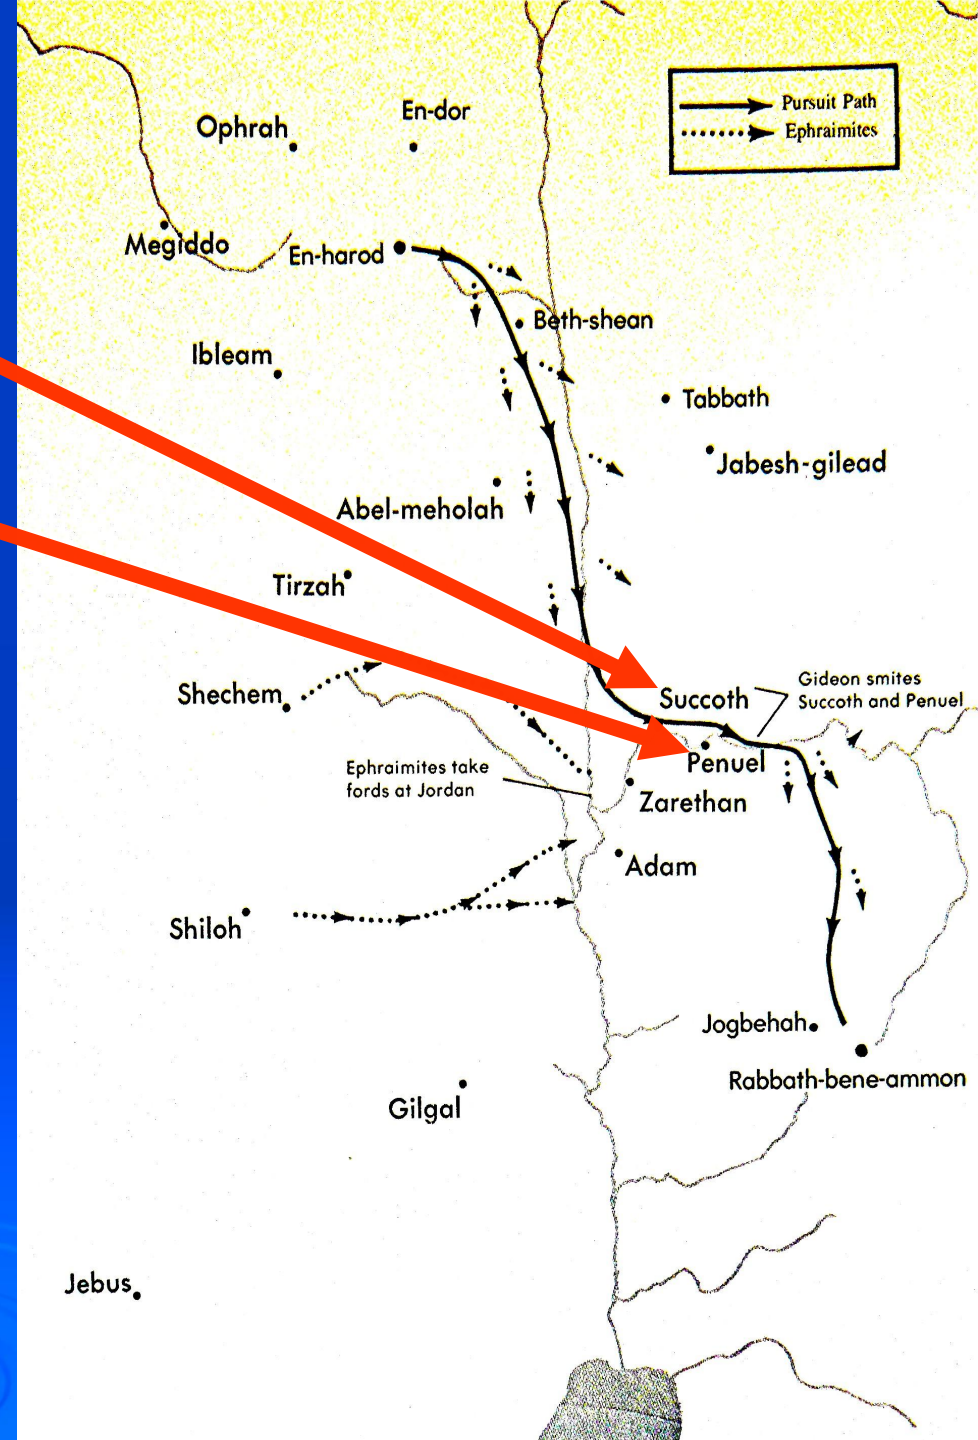 Pursuit Path
Ephraimites
En-dor
Ophrah
Megiddo
En-harod
Beth-shean
Ibleam
Tabbath
Jabesh-gilead
Abel-meholah
Tirzah
Shechem
Succoth
Gideon smites
Succoth and Penuel
Penuel
Ephraimites take
fords at Jordan
Zarethan
Adam
Shiloh
Jogbehah
Rabbath-bene-ammon
Gilgal
Jebus